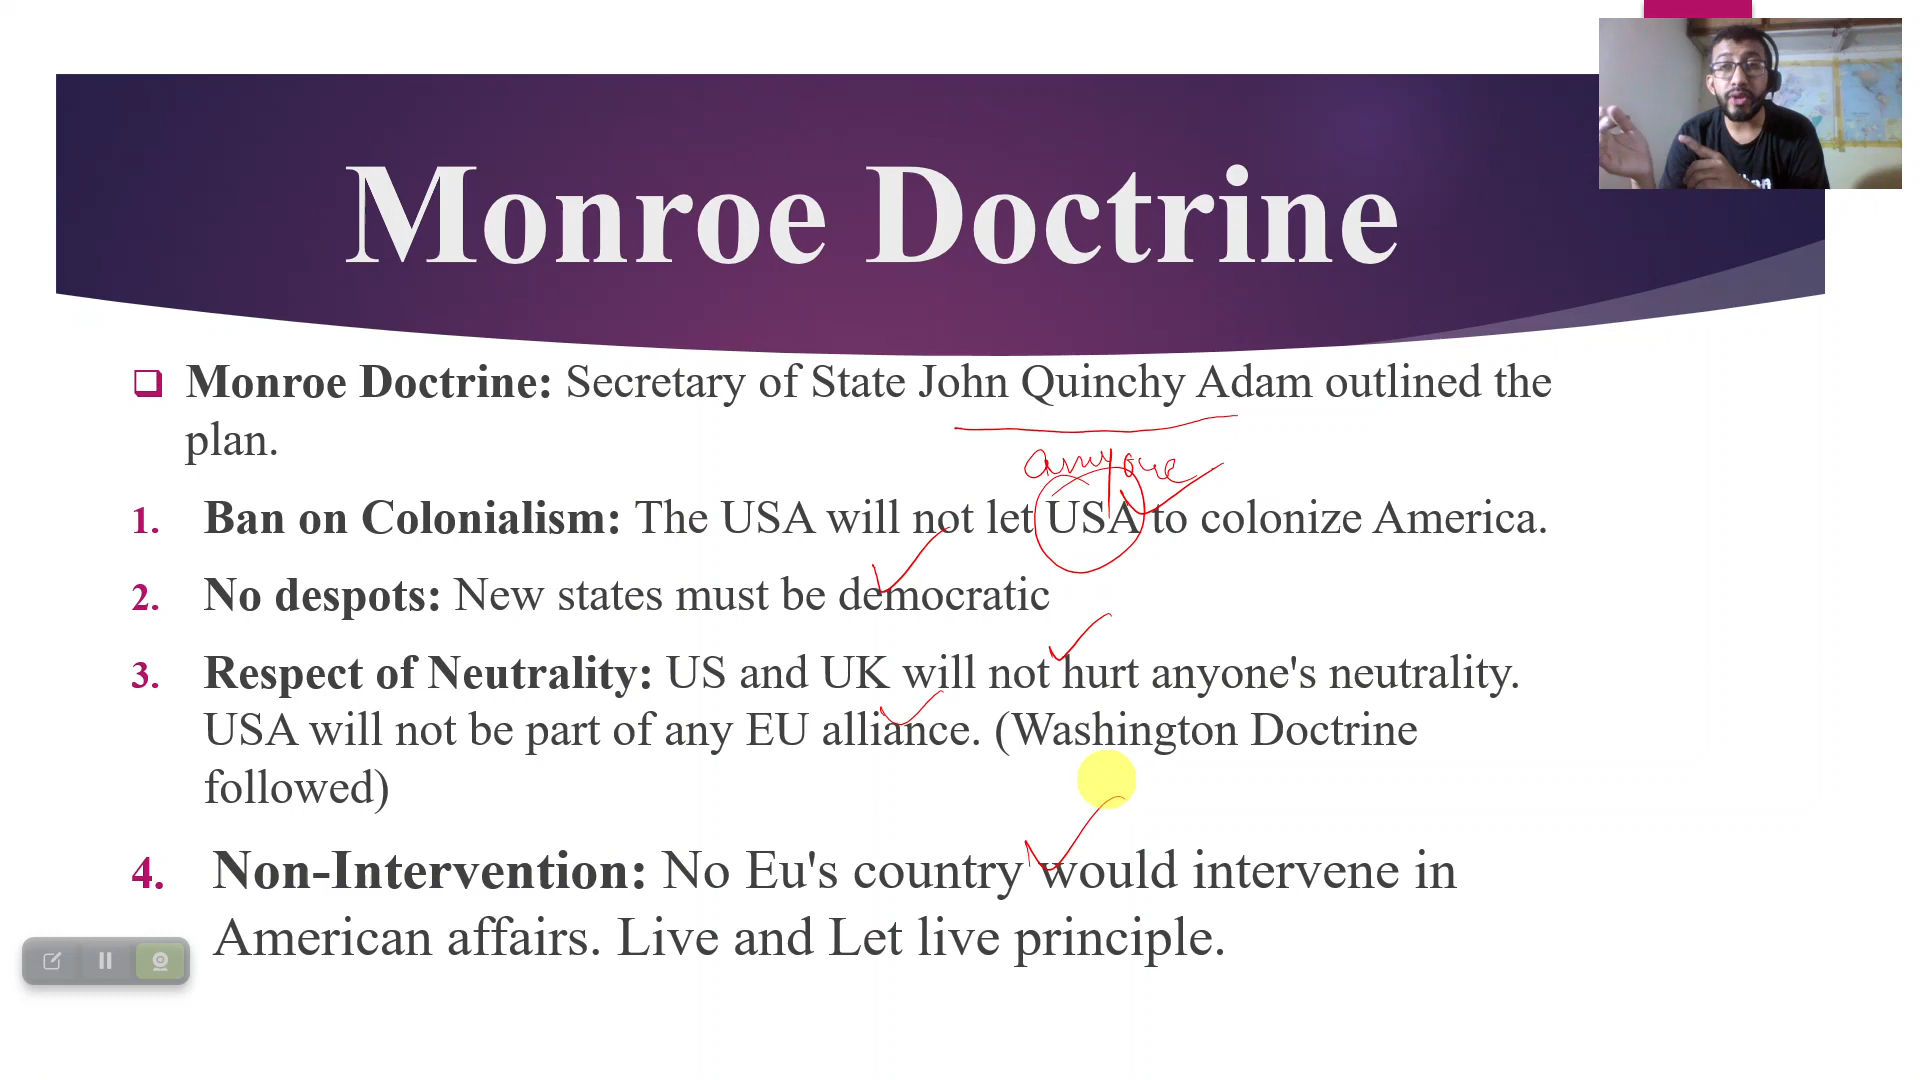 Monroe Doctrine
Monroe Doctrine: Secretary of State John Quinchy Adam outlined the
plan.
anyone
1. Ban on Colonialism: The USA will not let USA to colonize America.
2. No despots: New states must be democratic
3. Respect of Neutrality: US and UK will not hurt anyone's neutrality.
USA will not be part of any EU alliance. (Washington Doctrine
followed)
4. Non-Intervention: No Eu's country would intervene in
American affairs. Live and Let live principle.